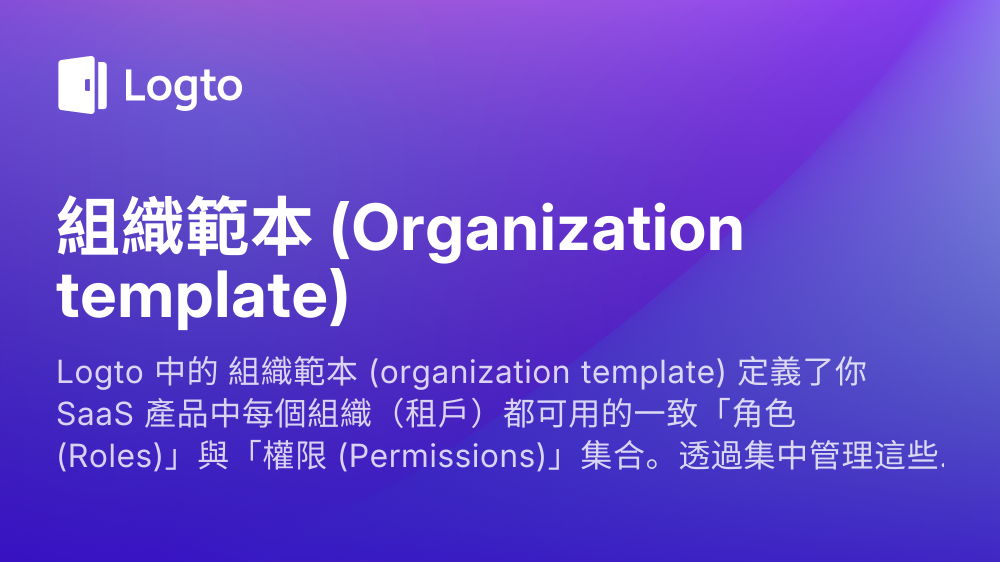 Logto
組織範本 (Organization
template)
Logto 中的 組織範本 (organization template) 定義了你
SaaS 產品中每個組織（租戶）都可用的一致「角色
(Roles)」與「權限 (Permissions)」集合。透過集中管理這些.